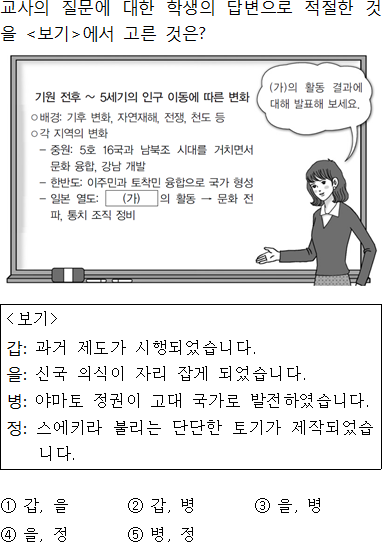 교사의 질문에 대한 학생의 답변으로 적절한 것
을 <보기>에서 고른 것은?
기원 전후 ～ 5세기의 인구 이동에 따른 변화
○배경: 기후 변화, 자연재해, 전쟁, 천도 등
○각 지역의 변화
- 중원: 5호 16국과 남북조 시대를 거치면서
문화 융합, 강남 개발
- 한반도: 이주민과 토착민 융합으로 국가 형성
- 일본 열도: (가) 의 활동 → 문화 전
파, 통치 조직 정비
(가)의 활동 결과에
대해 발표해 보세요.
<보기>
갑: 과거 제도가 시행되었습니다.
을: 신국 의식이 자리 잡게 되었습니다.
병: 야마토 정권이 고대 국가로 발전하였습니다.
정: 스에키라 불리는 단단한 토기가 제작되었습
니다.
① 갑, 을 ② 갑, 병 ③ 을, 병
④ 을, 정 ⑤ 병, 정